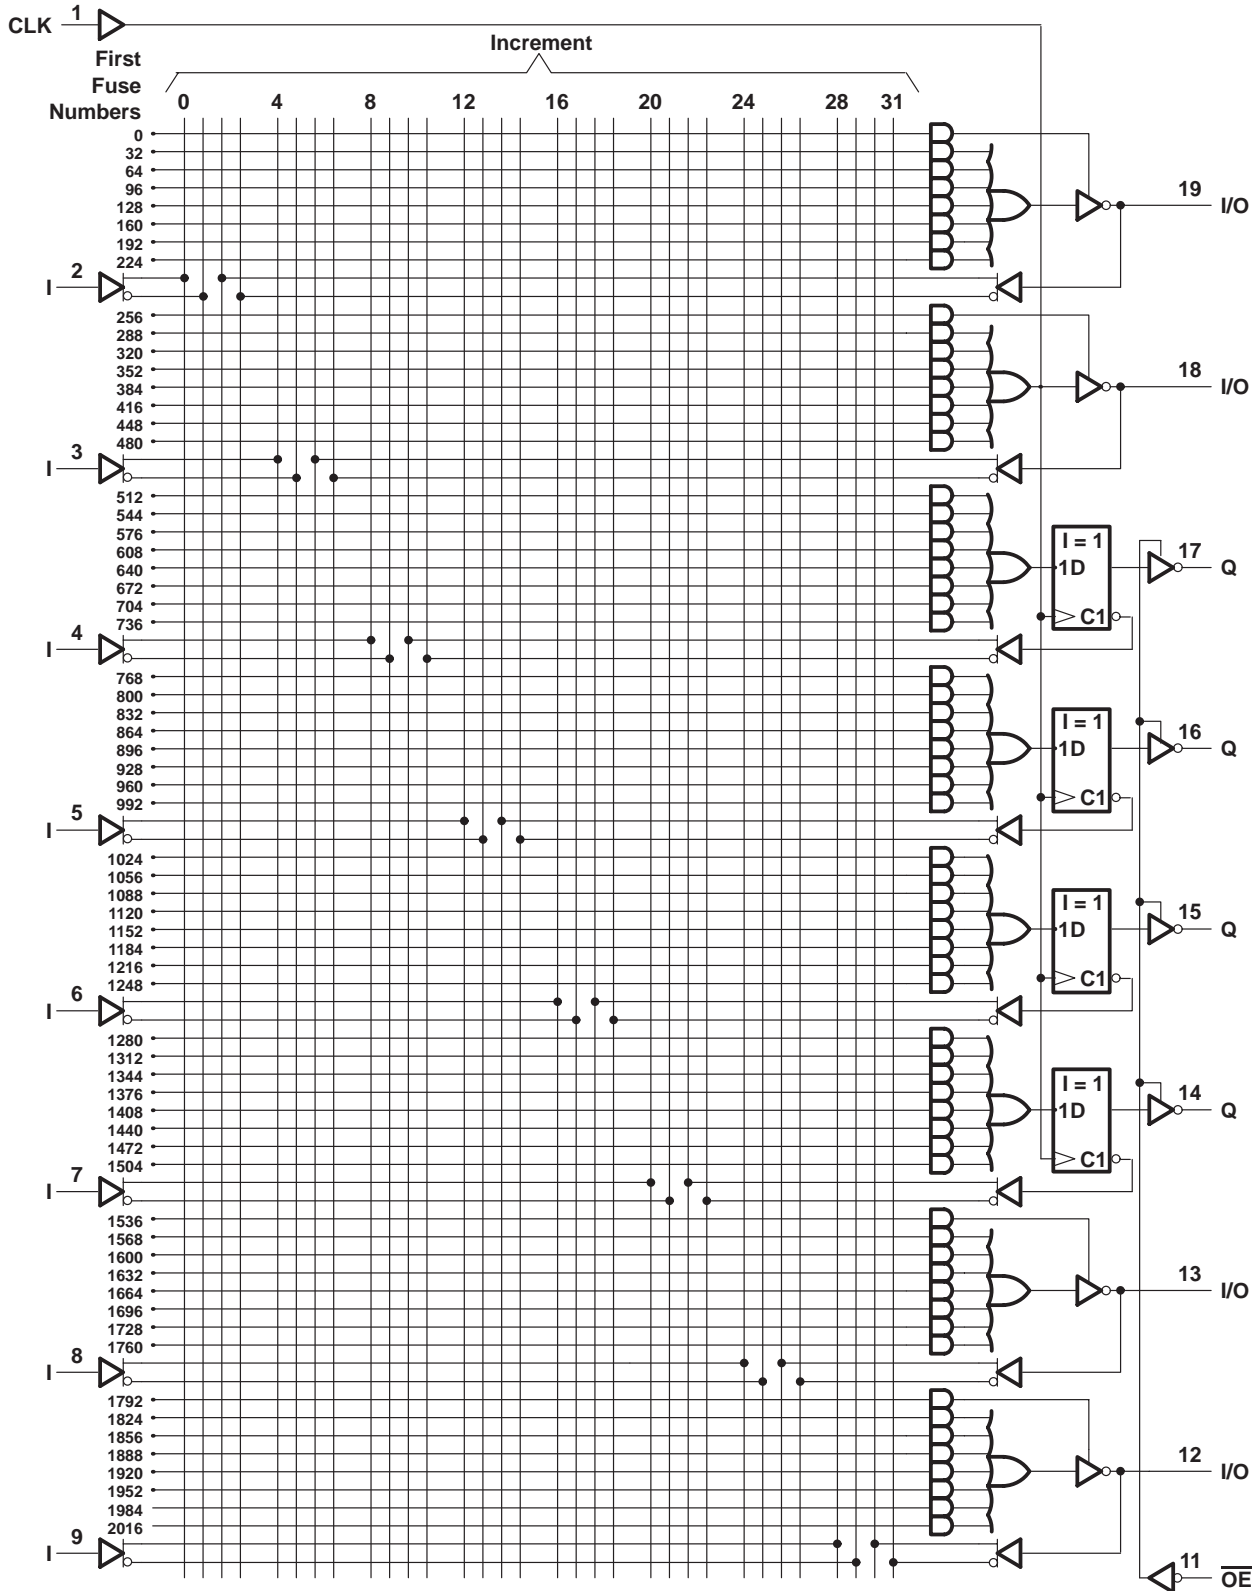 CLK 1
First
Fuse
Numbers
Increment
0 4 8 12 16 20 24 28 31
0
32
64
96
128
160
192
224
19 I/O
I 2
256
288
320
352
384
416
448
480
18 I/O
I 3
512
544
576
608
640
672
704
736
I = 1
1D
C1
17 Q
I 4
768
800
832
864
896
928
960
992
I = 1
1D
C1
16 Q
I 5
1024
1056
1088
1120
1152
1184
1216
1248
I = 1
1D
C1
15 Q
I 6
1280
1312
1344
1376
1408
1440
1472
1504
I = 1
1D
C1
14 Q
I 7
1536
1568
1600
1632
1664
1696
1728
1760
13 I/O
I 8
1792
1824
1856
1888
1920
1952
1984
2016
12 I/O
I 9
11 O̅E̅